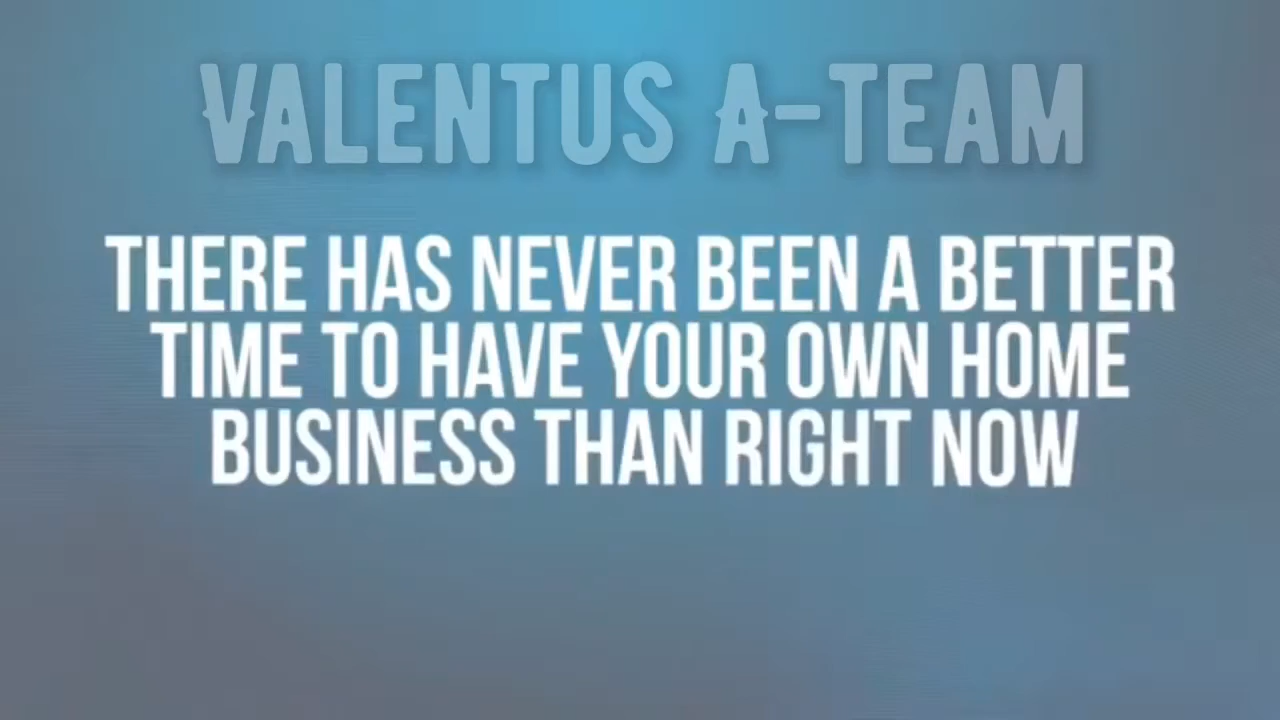 VALENTUS A-TEAM
THERE HAS NEVER BEEN A BETTER
TIME TO HAVE YOUR OWN HOME
BUSINESS THAN RIGHT NOW